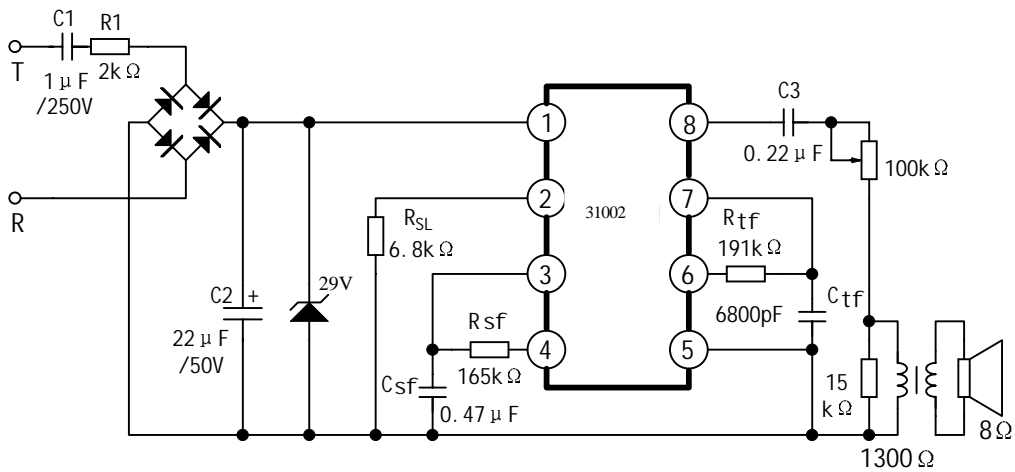 C1
R1
T
1μF
/250V
2kΩ
R
C2
+
22μF
/50V
29V
RSL
6.8kΩ
Rsf
165kΩ
Csf
0.47μF
1
2
3
4
31002
8
7
6
5
C3
0.22μF
100kΩ
Rtf
191kΩ
6800pF
Ctf
15
kΩ
1300Ω
8Ω